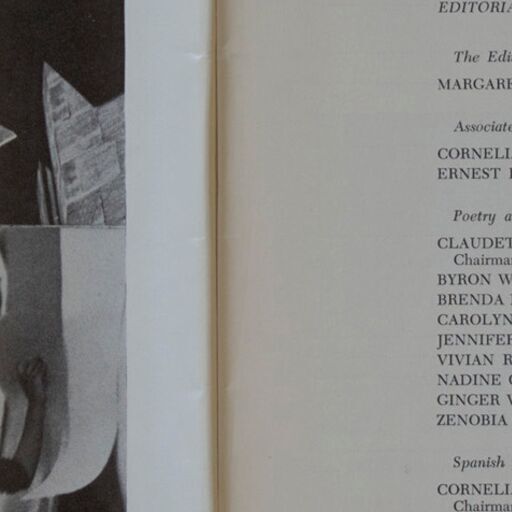 EDITORIA
The Edi
MARGARE
Associate
CORNELI
ERNEST
Poetry a
CLAUDET
Chairma
BYRON W
BRENDA
CAROLYN
JENNIFER
VIVIAN R
NADINE
GINGER
ZENOBIA
Spanish
CORNELI
Chairma